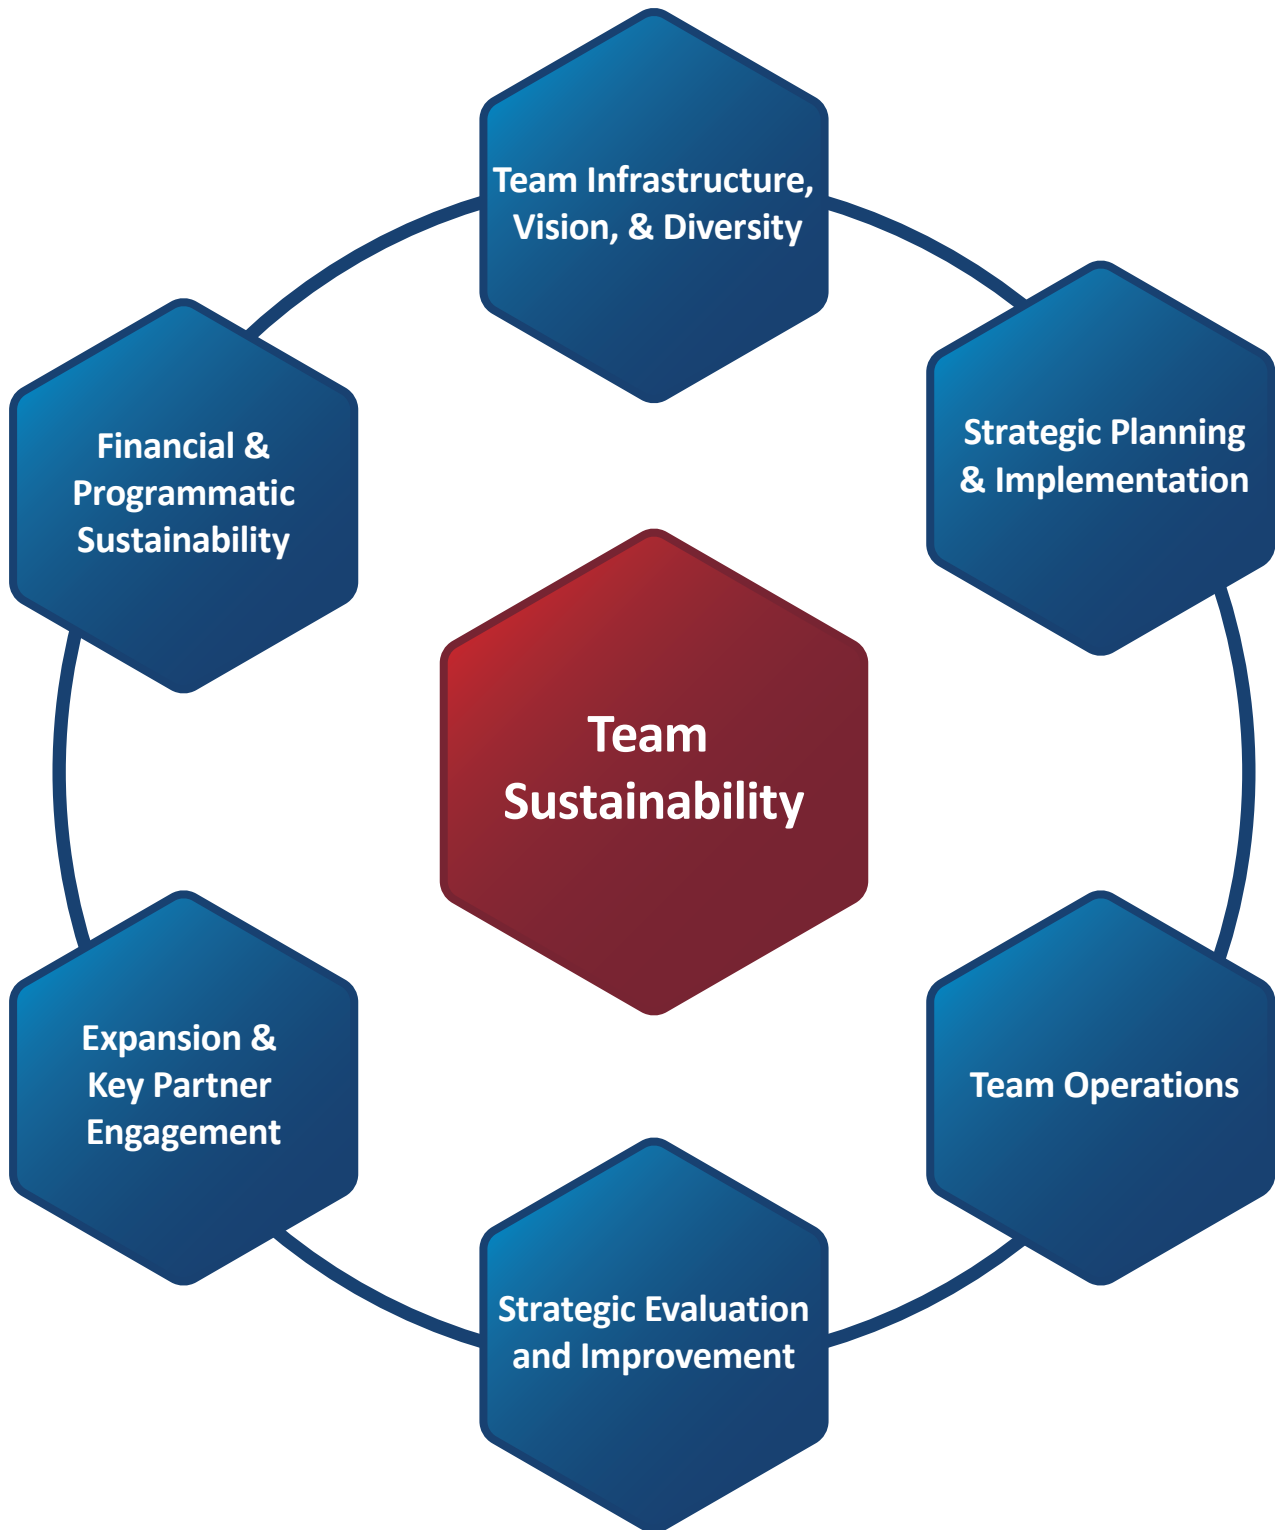 Team Infrastructure,
Vision, & Diversity
Strategic Planning
& Implementation
Team Operations
Strategic Evaluation
and Improvement
Expansion &
Key Partner
Engagement
Financial &
Programmatic
Sustainability
Team
Sustainability